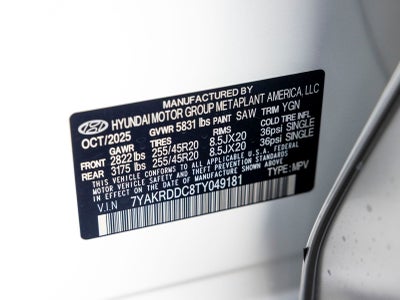 MANUFACTURED BY
HYUNDAI MOTOR GROUP METAPLANT AMERICA, LLC
OCT/2025 GVWR 5831 lbs PAINT SAW TRIM YGN
GAWR TIRES RIMS COLD TIRE INFL.
FRONT 2822 lbs 255/45R20 8.5JX20 36psi SINGLE
REAR 3175 lbs 255/45R20 8.5JX20 36psi SINGLE
THIS VEHICLE CONFORMS TO ALL APPLICABLE U.S.A. FEDERAL
MOTOR VEHICLE SAFETY AND THEFT PREVENTION STANDARDS
IN EFFECT ON THE DATE OF MANUFACTURE SHOWN ABOVE.
V.I.N 7YAKRDDC8TY049181 TYPE: MPV